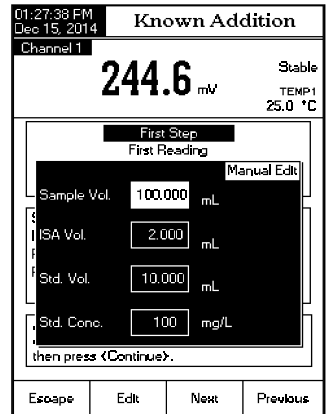 01:27:38 PM
Dec 15, 2014
Known Addition
Channel 1
244.6 mV
Stable
TEMP1
25.0 °C
First Step
First Reading
Manual Edit
Sample Vol. 100.000 mL
ISA Vol. 2.000 mL
Std. Vol. 10.000 mL
Std. Conc. 100 mg/L
then press <Continue>.
Escape Edit Next Previous